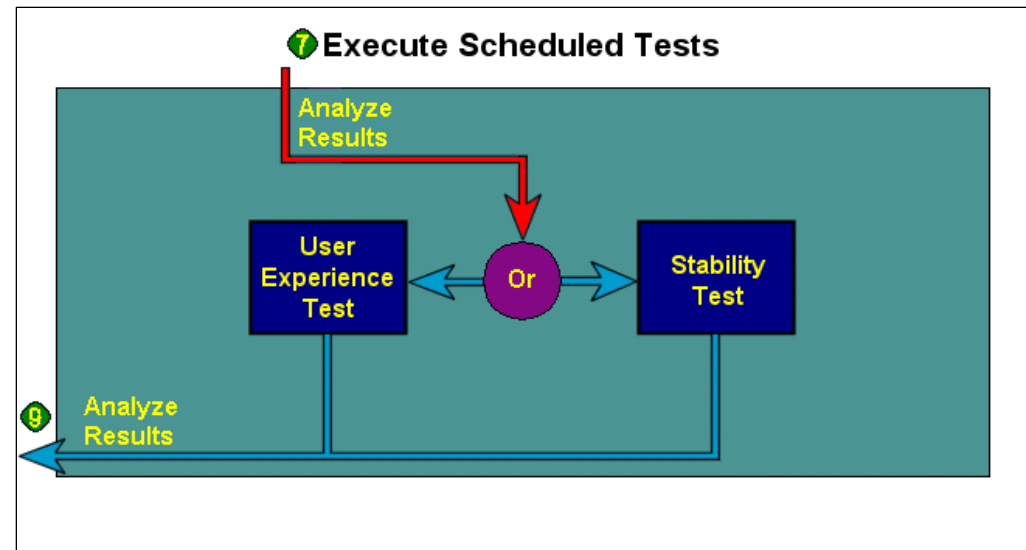 7 Execute Scheduled Tests
Analyze
Results
User
Experience
Test
Or
Stability
Test
9
Analyze
Results